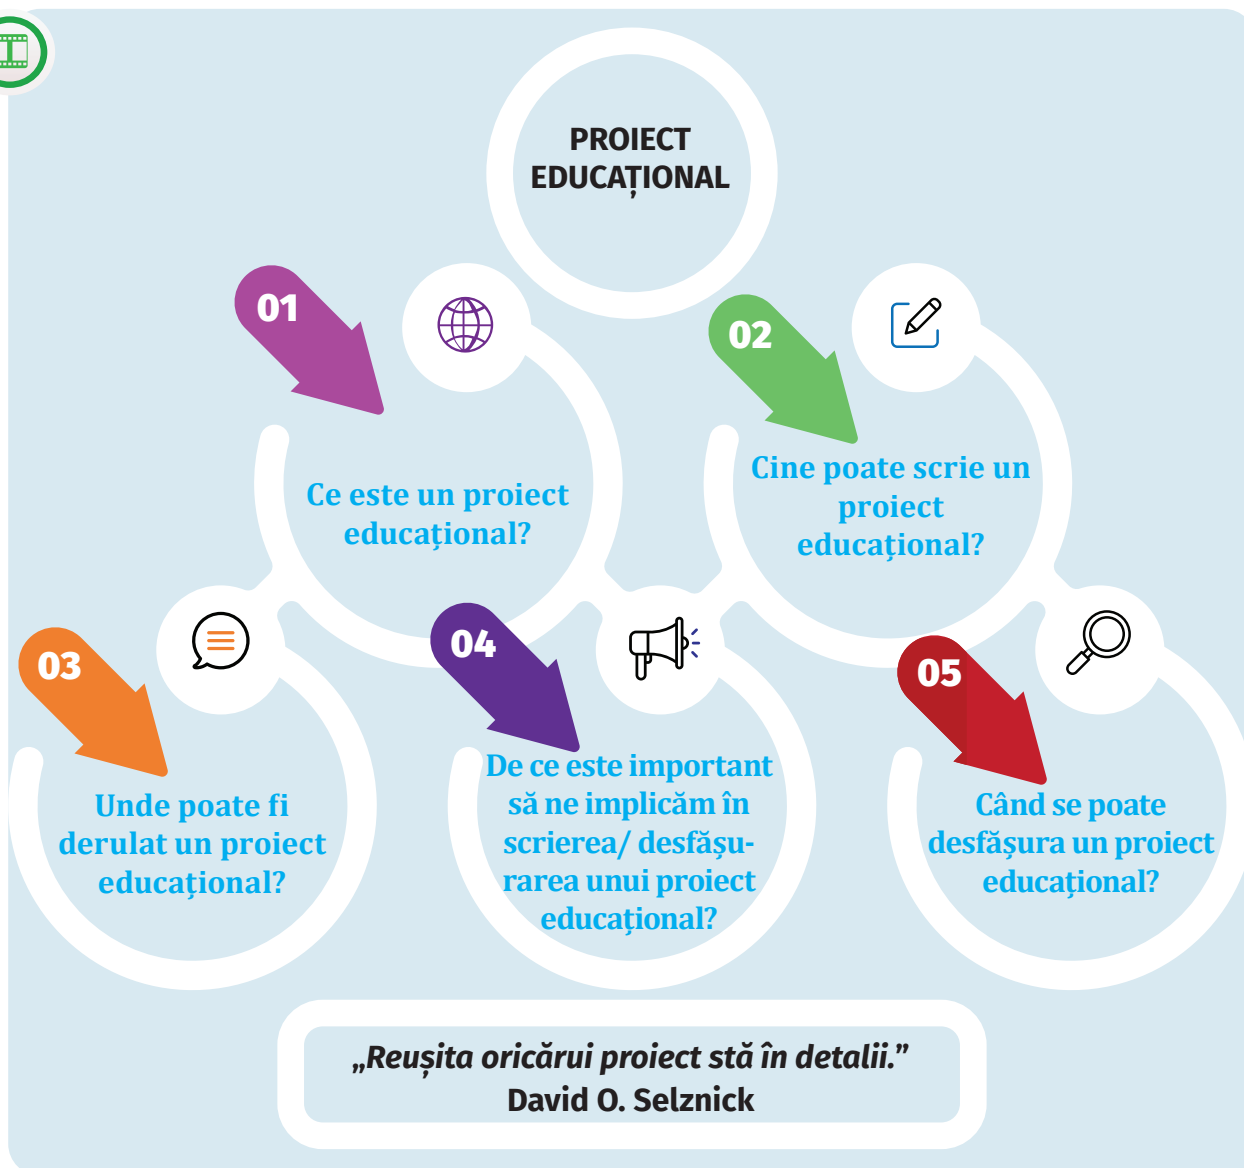 PROIECT
EDUCAȚIONAL
01
Ce este un proiect
educațional?
02
Cine poate scrie un
proiect
educațional?
03
Unde poate fi
derulat un proiect
educațional?
04
De ce este important
să ne implicăm în
scrierea/ desfășu-
rarea unui proiect
educațional?
05
Când se poate
desfășura un proiect
educațional?
„Reușita oricărui proiect stă în detalii.”
David O. Selznick